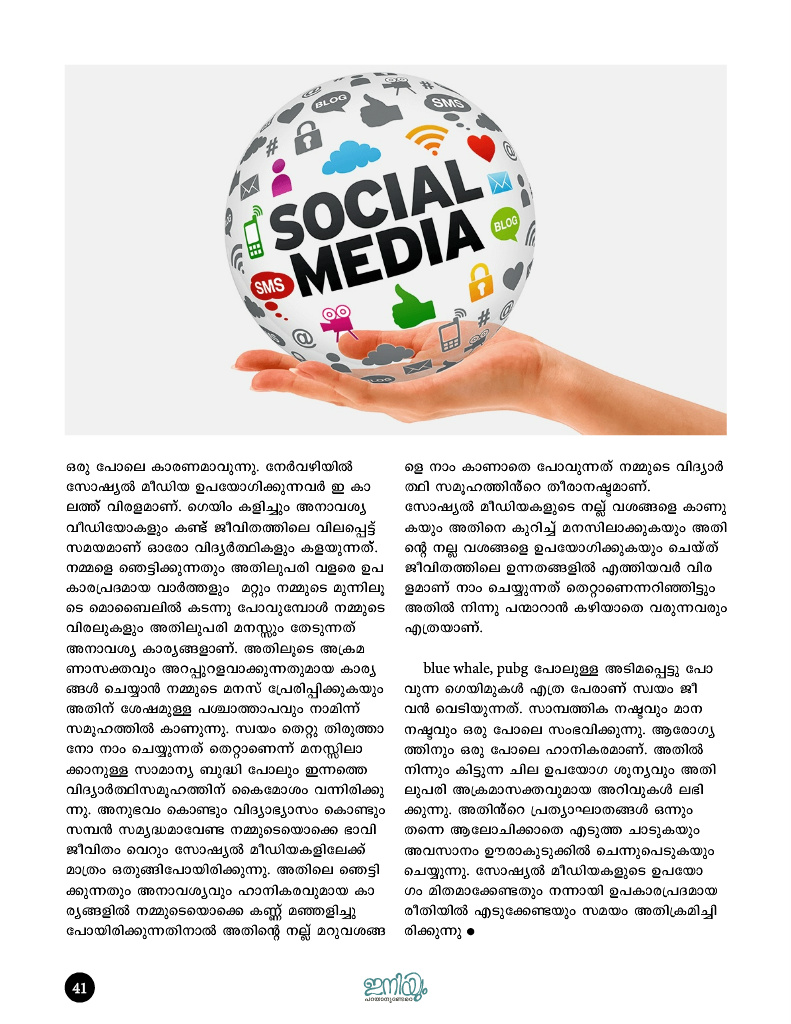 BLOG
SMS
SOCIAL
MEDIA
BLOG
SMS
ഒരു പോലെ കാരണമാവുന്നു. നേർവഴിയിൽ
സോഷ്യൽ മീഡിയ ഉപയോഗിക്കുന്നവർ ഇ കാ
ലത്ത് വിരളമാണ്. ഗെയിം കളിച്ചും അനാവശ്യ
വീഡിയോകളും കണ്ട് ജീവിതത്തിലെ വിലപ്പെട്ട്
സമയമാണ് ഓരോ വിദ്യർത്ഥികളും കളയുന്നത്.
നമ്മളെ ഞെട്ടിക്കുന്നതും അതിലുപരി വളരെ ഉപ
കാരപ്രദമായ വാർത്തളും മറ്റും നമ്മുടെ മുന്നിലൂ
ടെ മൊബൈലിൽ കടന്നു പോവുമ്പോൾ നമ്മുടെ
വിരലുകളും അതിലുപരി മനസ്സും തേടുന്നത്
അനാവശ്യ കാര്യങ്ങളാണ്. അതിലൂടെ അക്രമ
ണാസക്തവും അറപ്പുറളവാക്കുന്നതുമായ കാര്യ
ങ്ങൾ ചെയ്യാൻ നമ്മുടെ മനസ് പ്രേരിപ്പിക്കുകയും
അതിന് ശേഷമുള്ള പശ്ചാത്താപവും നാമിന്ന്
സമൂഹത്തിൽ കാണുന്നു. സ്വയം തെറ്റു തിരുത്താ
നോ നാം ചെയ്യുന്നത് തെറ്റാണെന്ന് മനസ്സിലാ
ക്കാനുള്ള സാമാന്യ ബുദ്ധി പോലും ഇന്നത്തെ
വിദ്യാർത്ഥിസമൂഹത്തിന് കൈമോശം വന്നിരിക്കു
ന്നു. അനുഭവം കൊണ്ടും വിദ്യാഭ്യാസം കൊണ്ടും
സമ്പൻ സമൃദ്ധമാവേണ്ട നമ്മുടെയൊക്കെ ഭാവി
ജീവിതം വെറും സോഷ്യൽ മീഡിയകളിലേക്ക്
മാത്രം ഒതുങ്ങിപോയിരിക്കുന്നു. അതിലെ ഞെട്ടി
ക്കുന്നതും അനാവശ്യവും ഹാനികരവുമായ കാ
ര്യങ്ങളിൽ നമ്മുടെയൊക്കെ കണ്ണ് മഞ്ഞളിച്ചു
പോയിരിക്കുന്നതിനാൽ അതിന്റെ നല്ല് മറുവശങ്ങ
ളെ നാം കാണാതെ പോവുന്നത് നമ്മുടെ വിദ്യാർ
ത്ഥി സമൂഹത്തിൻറെ തീരാനഷ്ടമാണ്.
സോഷ്യൽ മീഡിയകളുടെ നല്ല് വശങ്ങളെ കാണു
കയും അതിനെ കുറിച്ച് മനസിലാക്കുകയും അതി
ന്റെ നല്ല വശങ്ങളെ ഉപയോഗിക്കുകയും ചെയ്ത്
ജീവിതത്തിലെ ഉന്നതങ്ങളിൽ എത്തിയവർ വിര
ളമാണ് നാം ചെയ്യുന്നത് തെറ്റാണെന്നറിഞ്ഞിട്ടും
അതിൽ നിന്നു പന്മാറാൻ കഴിയാതെ വരുന്നവരും
എത്രയാണ്.
blue whale, pubg പോലുള്ള അടിമപ്പെട്ടു പോ
വുന്ന ഗെയിമുകൾ എത്ര പേരാണ് സ്വയം ജീ
വൻ വെടിയുന്നത്. സാമ്പത്തിക നഷ്ടവും മാന
നഷ്ടവും ഒരു പോലെ സംഭവിക്കുന്നു. ആരോഗ്യ
ത്തിനും ഒരു പോലെ ഹാനികരമാണ്. അതിൽ
നിന്നും കിട്ടുന്ന ചില ഉപയോഗ ശൂന്യവും അതി
ലുപരി അക്രമാസക്തവുമായ അറിവുകൾ ലഭി
ക്കുന്നു. അതിൻറെ പ്രത്യാഘാതങ്ങൾ ഒന്നും
തന്നെ ആലോചിക്കാതെ എടുത്ത ചാടുകയും
അവസാനം ഊരാകുടുക്കിൽ ചെന്നുപെടുകയും
ചെയ്യുന്നു. സോഷ്യൽ മീഡിയകളുടെ ഉപയോ
ഗം മിതമാക്കേണ്ടതും നന്നായി ഉപകാരപ്രദമായ
രീതിയിൽ എടുക്കേണ്ടയും സമയം അതിക്രമിച്ചി
രിക്കുന്നു ●
41
ഇനിയും
പറയാനുണ്ടേറെ